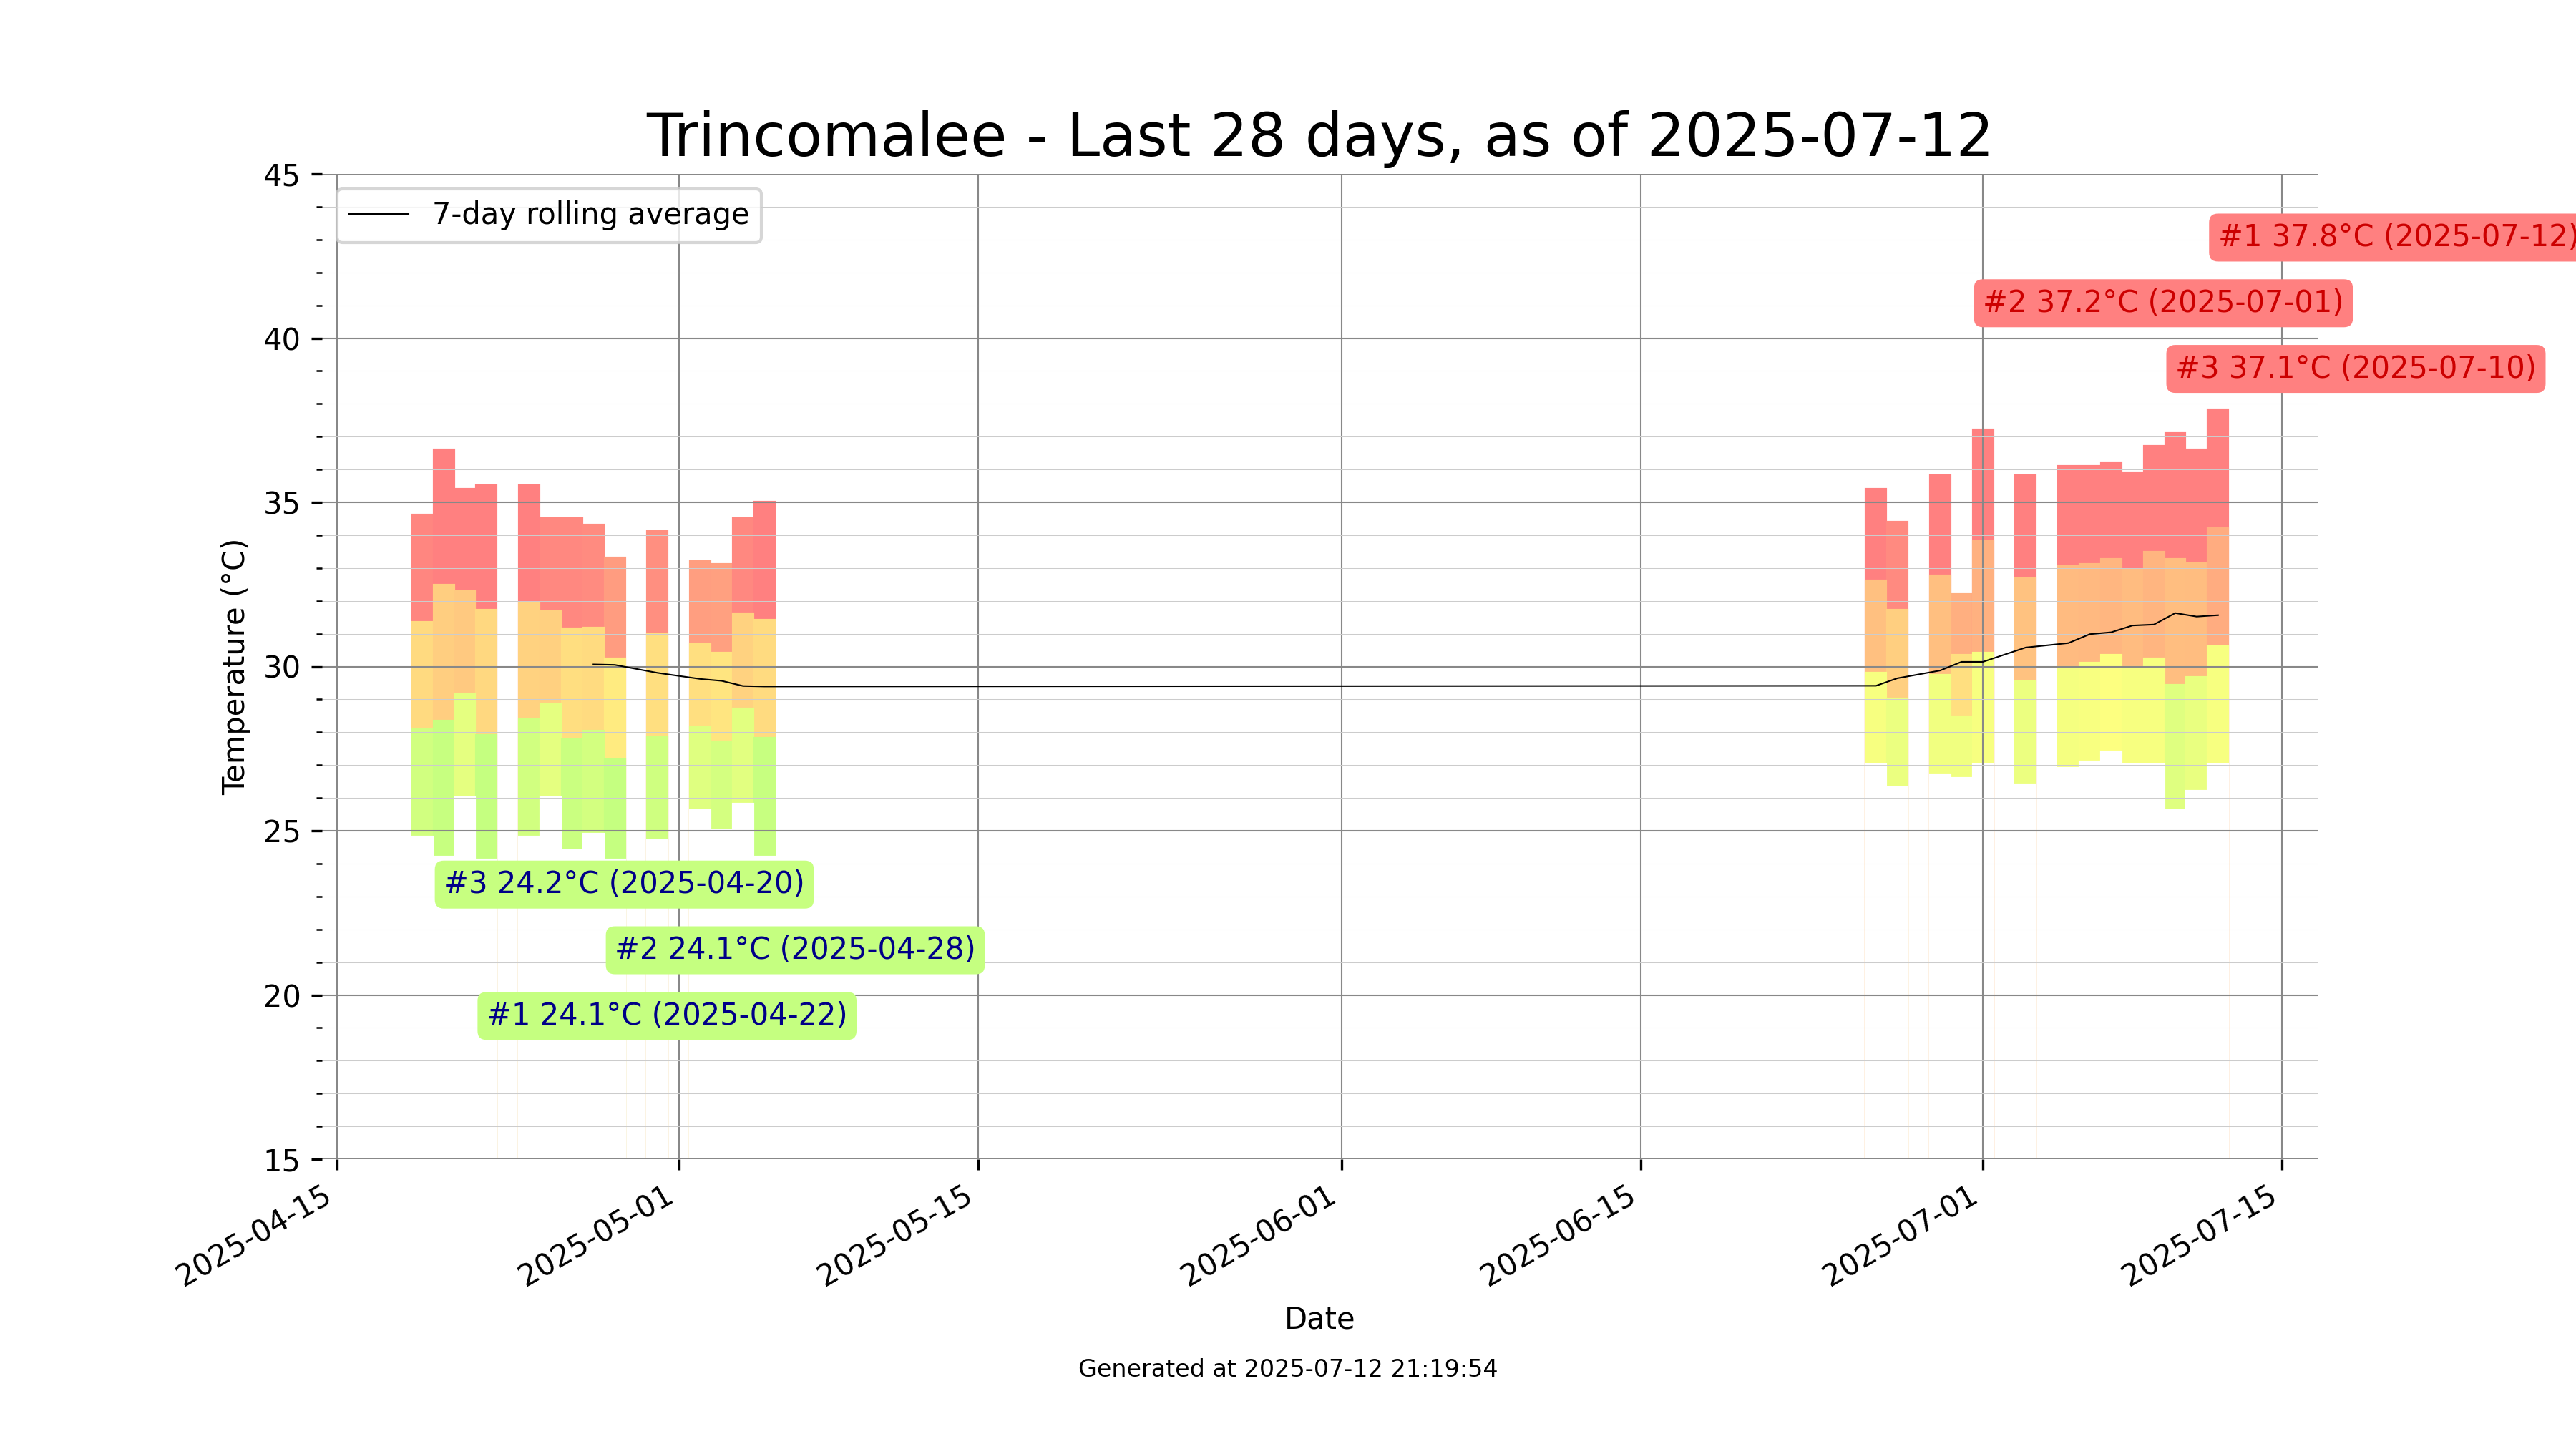 Trincomalee - Last 28 days, as of 2025-07-12
45
7-day rolling average
#1 37.8°C (2025-07-12)
#2 37.2°C (2025-07-01)
40
#3 37.1°C (2025-07-10)
35
30
Temperature (°C)
25
#3 24.2°C (2025-04-20)
#2 24.1°C (2025-04-28)
20
#1 24.1°C (2025-04-22)
15
2025-04-15
2025-05-01
2025-05-15
2025-06-01
2025-06-15
2025-07-01
2025-07-15
Date
Generated at 2025-07-12 21:19:54